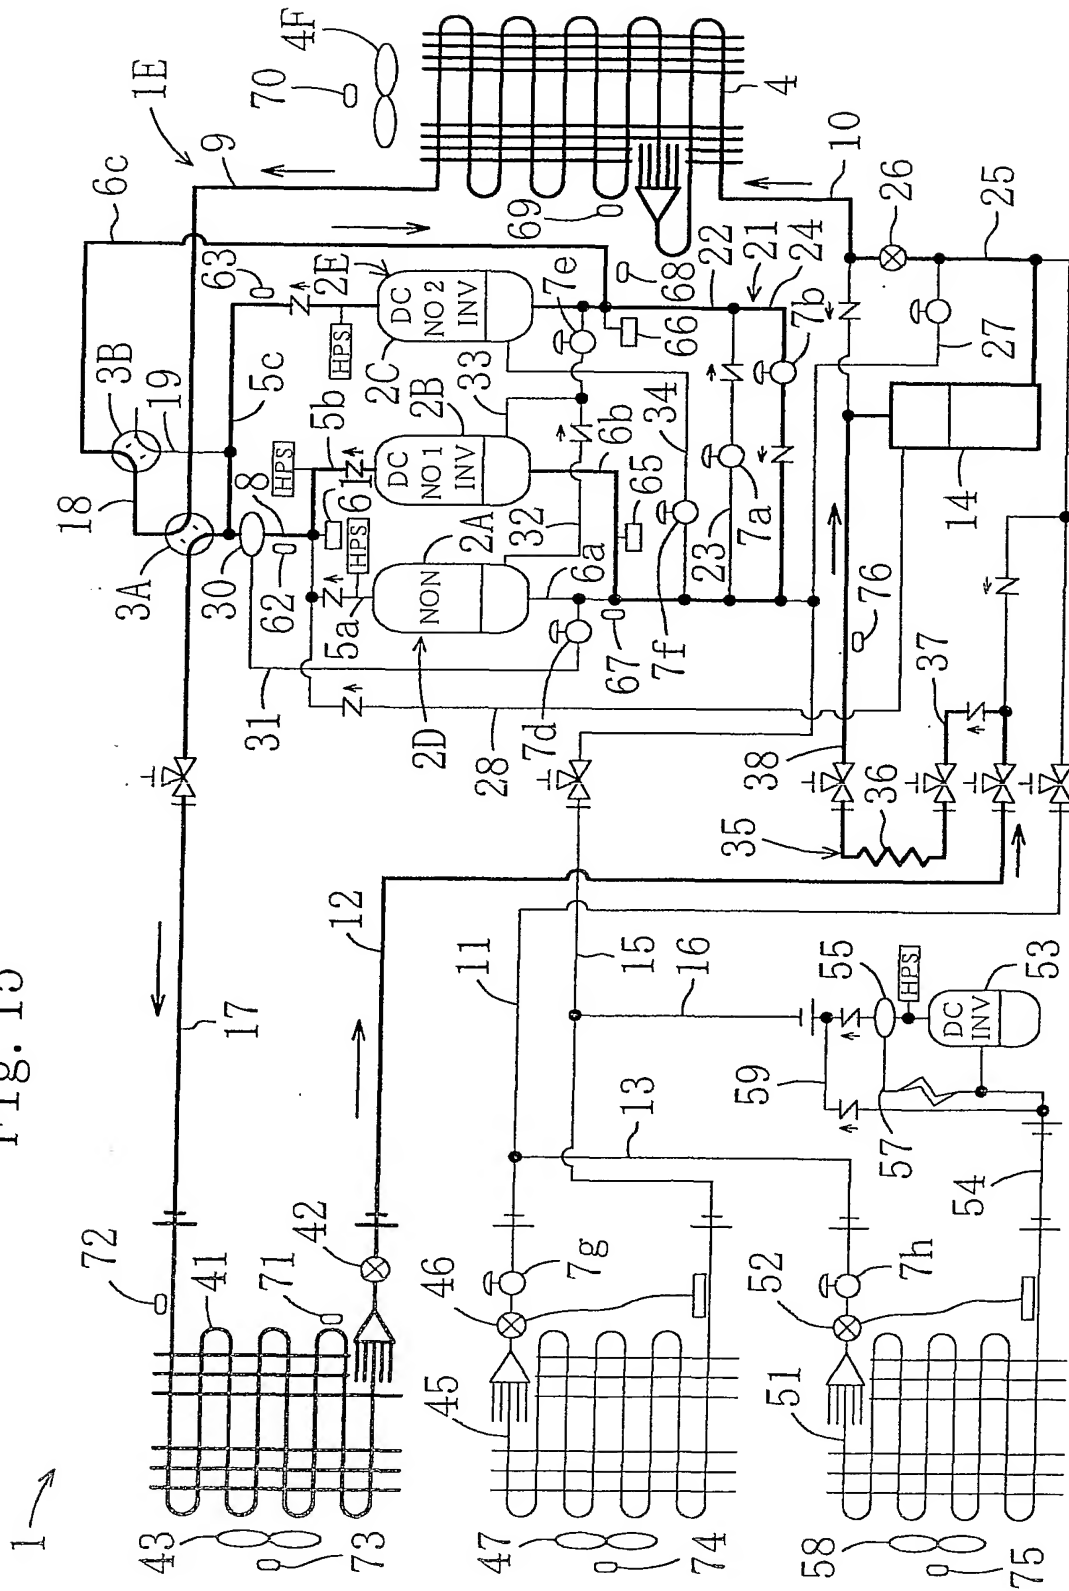 Fig. 15
1
1E
70
4F
6c
9
4
63
2E
69
10
3B
19
5c
DC
NO 2
INV
HPS
7e
68
22
21
26
18
5b
2C
2B
33
66
24
25
3A
8
HPS
DC
NO 1
INV
6b
34
7b
27
30
61
62
HPS
2A
32
65
23
7a
5a
NON
6a
67
7f
14
31
2D
7d
76
37
28
38
36
35
12
17
11
15
16
55
HPS
53
DC
INV
59
13
57
54
72
42
41
71
46
7g
52
7h
45
51
43
73
47
74
58
75